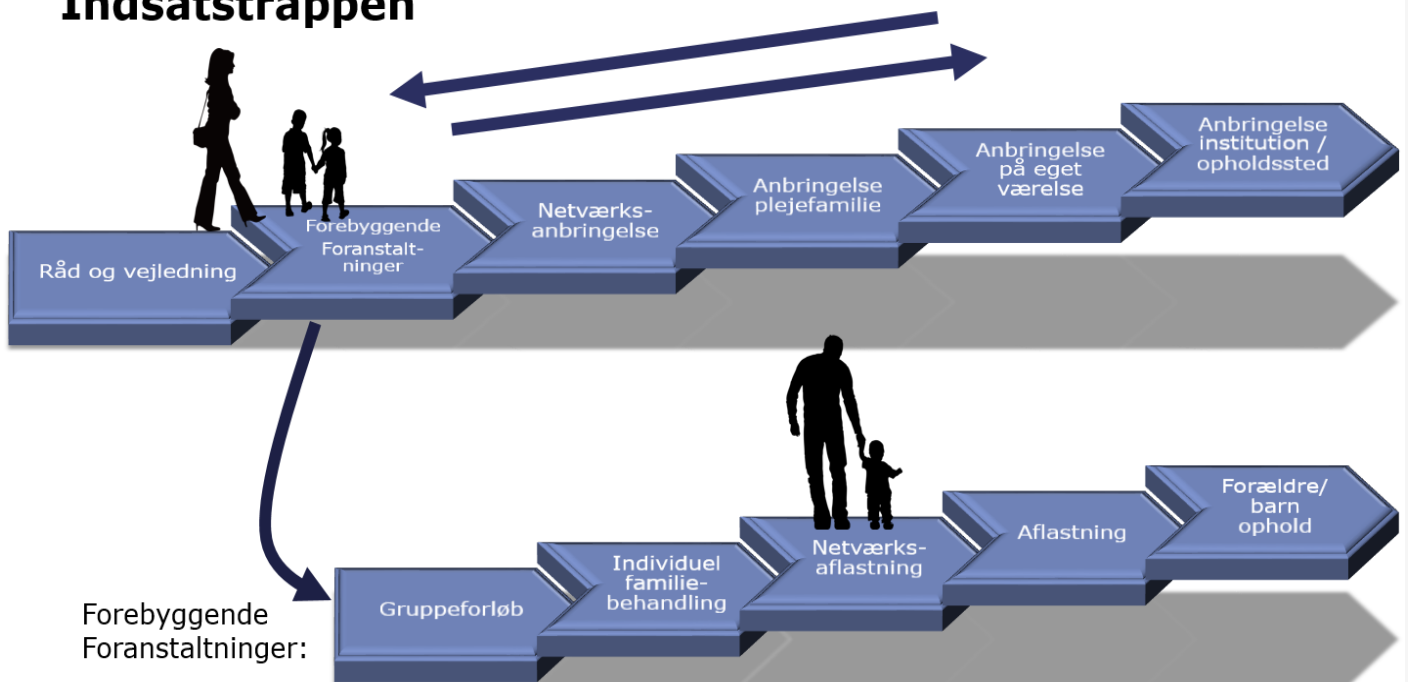 Indsatstrappen
Råd og vejledning
Forebyggende
Foranstalt-
ninger
Netværks-
anbringelse
Anbringelse
plejefamilie
Anbringelse
på eget
værelse
Anbringelse
institution /
opholdssted
Forebyggende
Foranstaltninger:
Gruppeforløb
Individuel
familie-
behandling
Netværks-
aflastning
Aflastning
Forældre/
barn
ophold